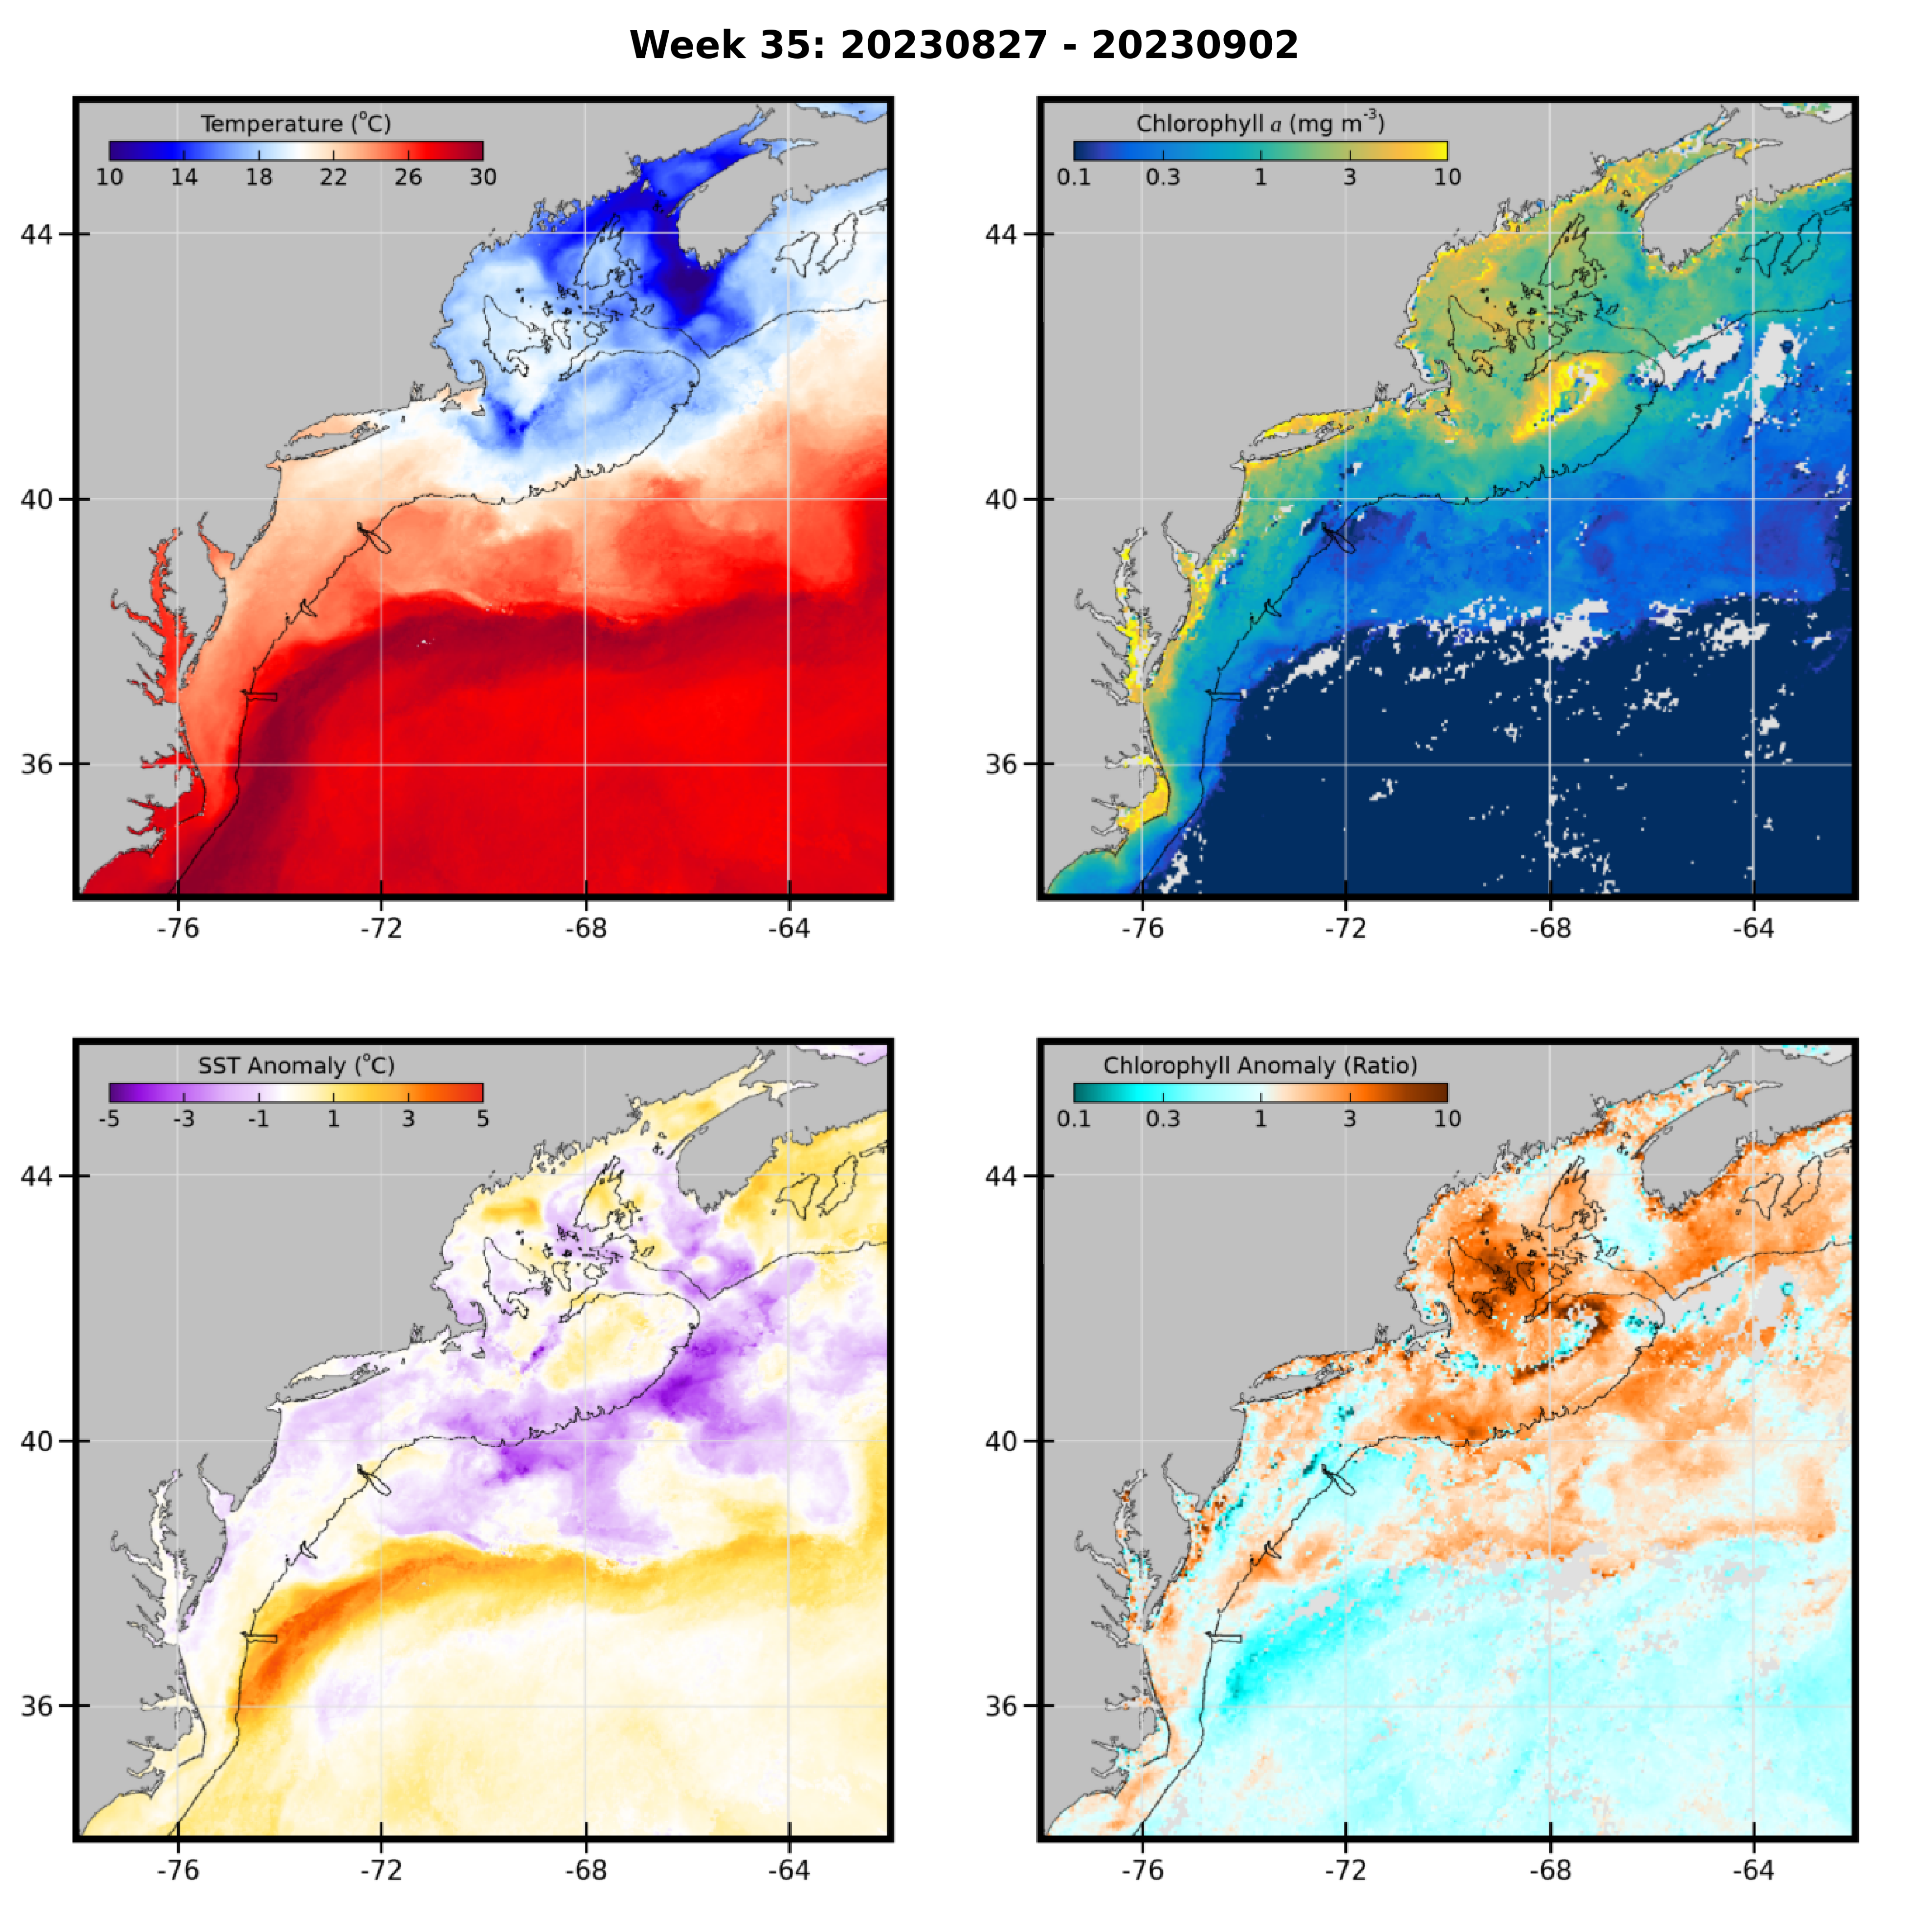 Week 35: 20230827 - 20230902
Temperature (°C)
10 14 18 22 26 30
44
40
36
-76 -72 -68 -64
Chlorophyll a (mg m⁻³)
0.1 0.3 1 3 10
44
40
36
-76 -72 -68 -64
SST Anomaly (°C)
-5 -3 -1 1 3 5
44
40
36
-76 -72 -68 -64
Chlorophyll Anomaly (Ratio)
0.1 0.3 1 3 10
44
40
36
-76 -72 -68 -64